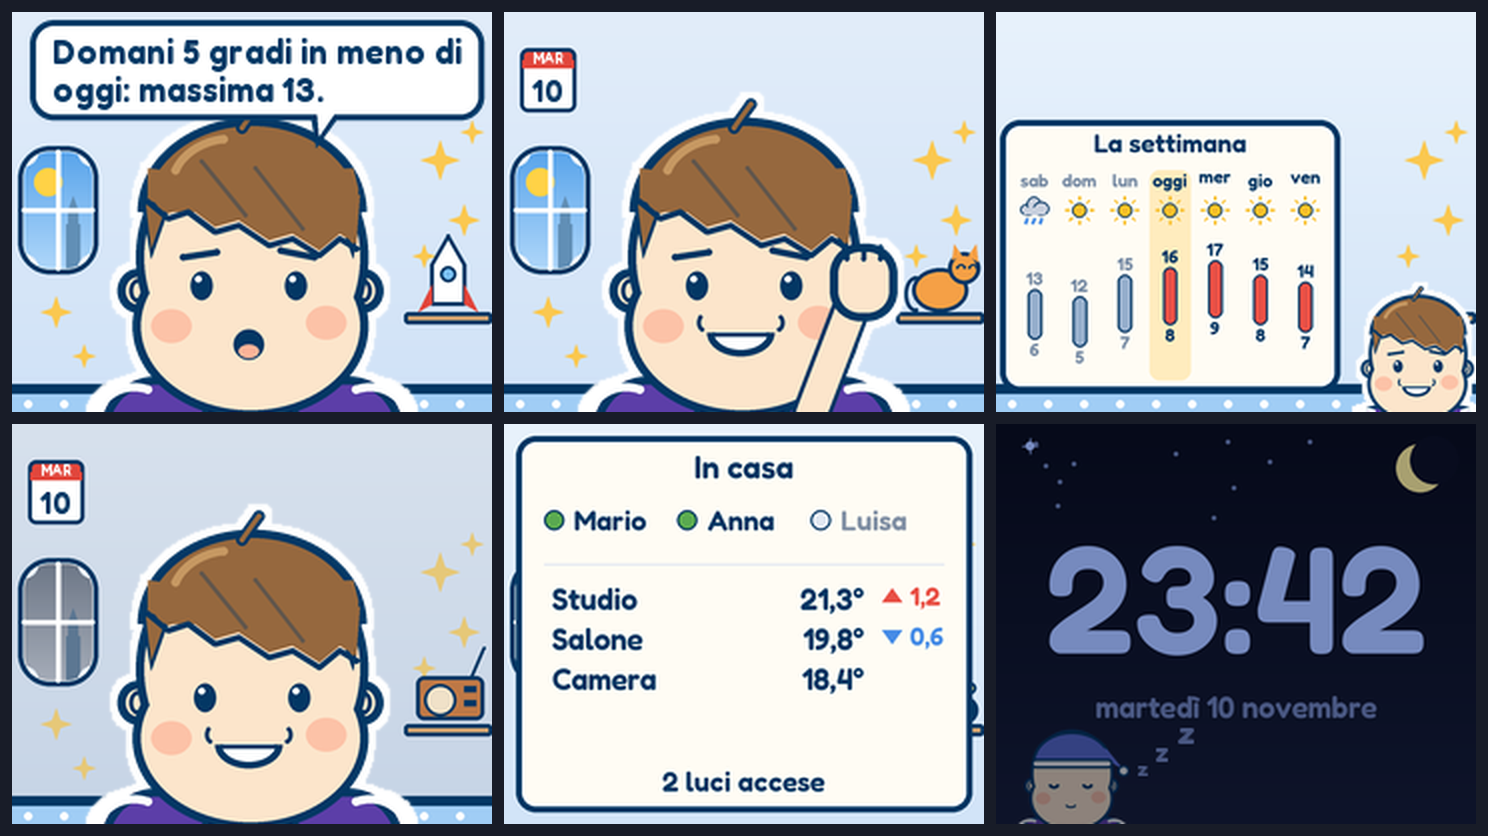 Domani 5 gradi in meno di
oggi: massima 13.
MAR
10
La settimana
sab dom lun oggi mer gio ven
13 12 15 16 17 15 14
6 5 7 8 9 8 7
MAR
10
In casa
Mario Anna Luisa
Studio 21,3° ▲ 1,2
Salone 19,8° ▼ 0,6
Camera 18,4°
2 luci accese
23:42
martedì 10 novembre
z z z